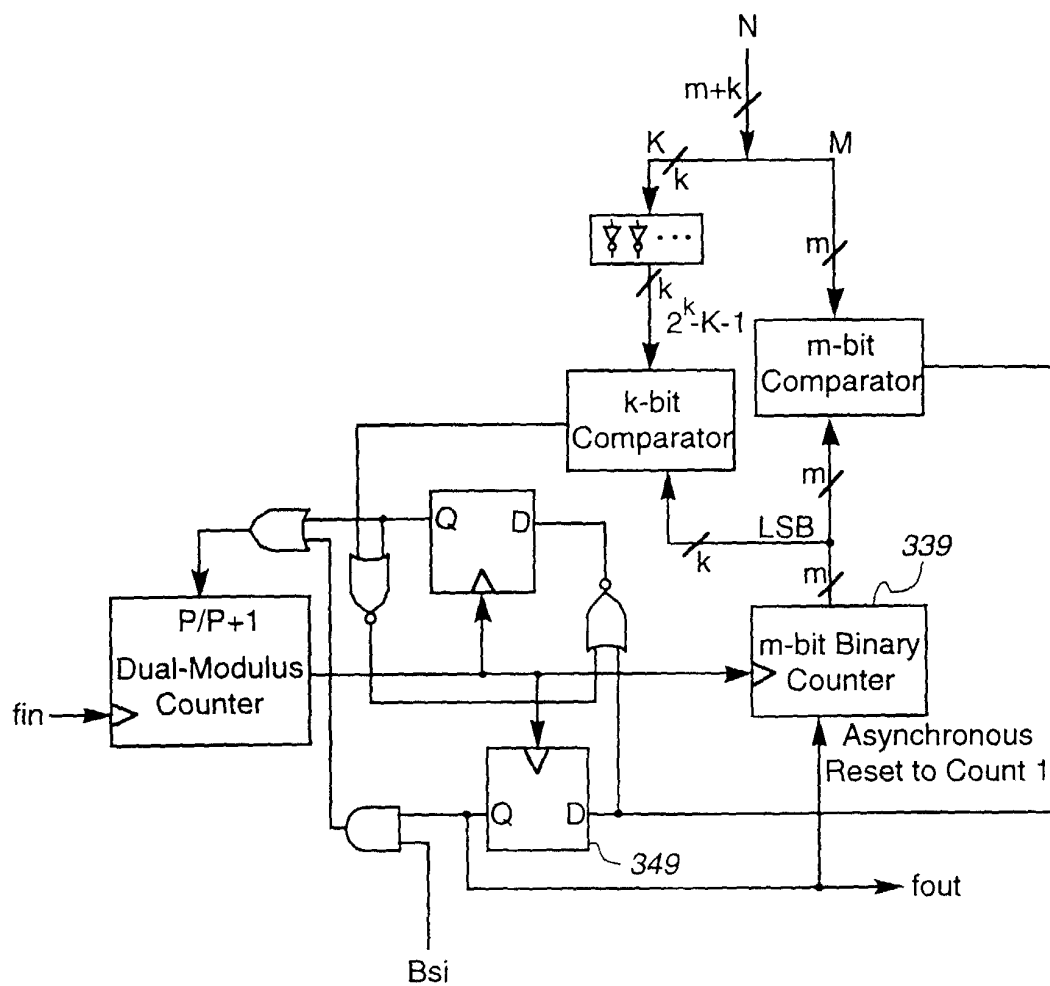 N
m+k
K
M
k
m
k
2^k-K-1
m-bit
Comparator
k-bit
Comparator
m
Q
D
LSB
k
m
339
P/P+1
Dual-Modulus
Counter
fin
m-bit Binary
Counter
Asynchronous
Reset to Count 1
Q
D
349
fout
Bsi